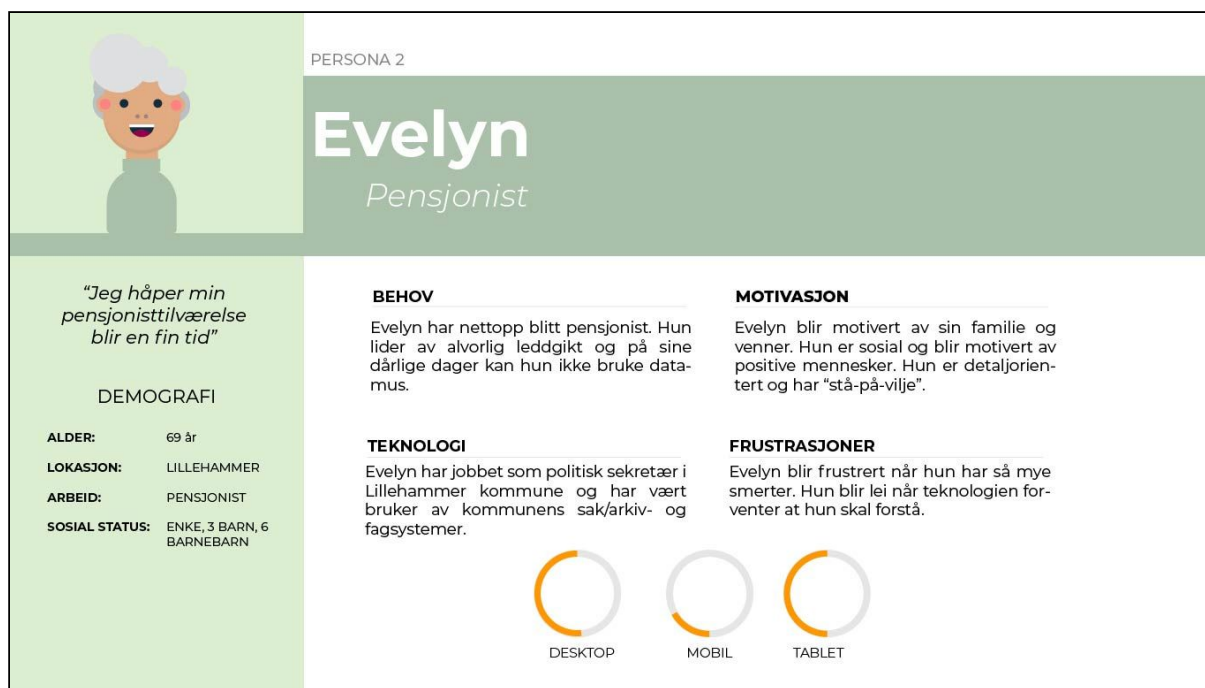 PERSONA 2
Evelyn
Pensjonist
“Jeg håper min
pensjonisttilværelse
blir en fin tid”
DEMOGRAFI
ALDER: 69 år
LOKASJON: LILLEHAMMER
ARBEID: PENSJONIST
SOSIAL STATUS: ENKE, 3 BARN, 6
BARNEBARN
BEHOV
Evelyn har nettopp blitt pensjonist. Hun
lider av alvorlig leddgikt og på sine
dårlige dager kan hun ikke bruke data-
mus.
MOTIVASJON
Evelyn blir motivert av sin familie og
venner. Hun er sosial og blir motivert av
positive mennesker. Hun er detaljorien-
tert og har “stå-på-vilje”.
TEKNOLOGI
Evelyn har jobbet som politisk sekretær i
Lillehammer kommune og har vært
bruker av kommunens sak/arkiv- og
fagsystemer.
FRUSTRASJONER
Evelyn blir frustrert når hun har så mye
smerter. Hun blir lei når teknologien for-
venter at hun skal forstå.
DESKTOP
MOBIL
TABLET